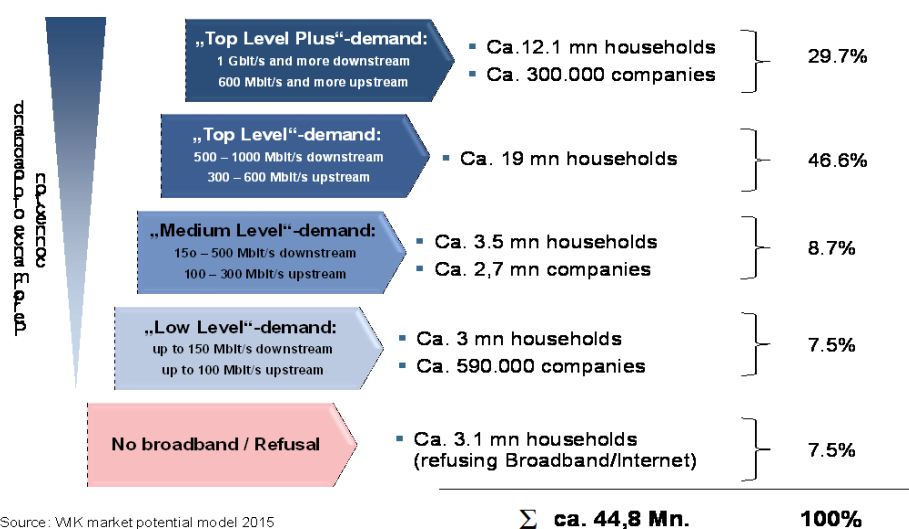 „Top Level Plus“-demand:
1 Gbit/s and more downstream
600 Mbit/s and more upstream
▪ Ca.12.1 mn households
▪ Ca. 300.000 companies
29.7%
„Top Level“-demand:
500 – 1000 Mbit/s downstream
300 – 600 Mbit/s upstream
▪ Ca. 19 mn households
46.6%
„Medium Level“-demand:
15o – 500 Mbit/s downstream
100 – 300 Mbit/s upstream
▪ Ca. 3.5 mn households
▪ Ca. 2,7 mn companies
8.7%
„Low Level“-demand:
up to 150 Mbit/s downstream
up to 100 Mbit/s upstream
▪ Ca. 3 mn households
▪ Ca. 590.000 companies
7.5%
No broadband / Refusal
▪ Ca. 3.1 mn households
(refusing Broadband/Internet)
7.5%
Source: WIK market potential model 2015
Σ ca. 44,8 Mn.
100%